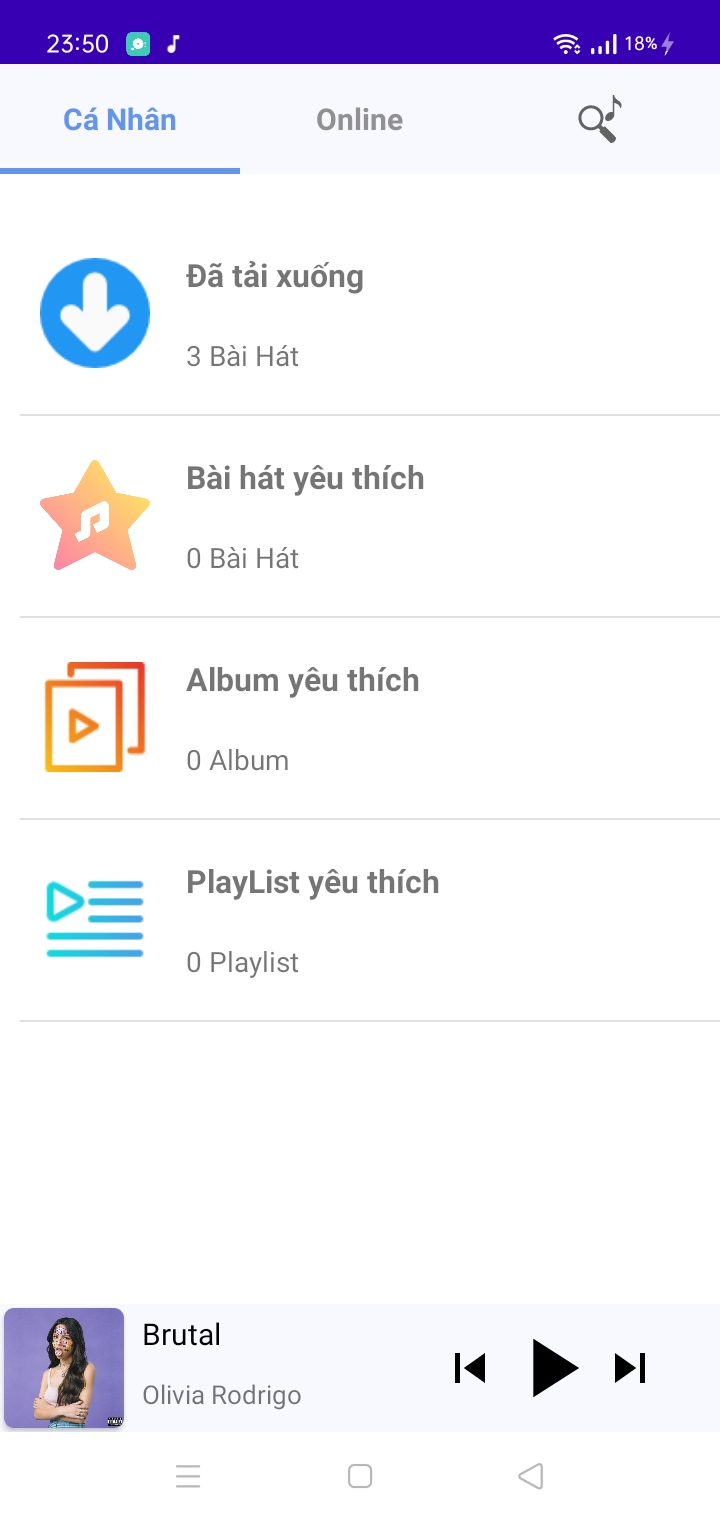 23:50
18%
Cá Nhân
Online
Đã tải xuống
3 Bài Hát
Bài hát yêu thích
0 Bài Hát
Album yêu thích
0 Album
PlayList yêu thích
0 Playlist
Brutal
Olivia Rodrigo